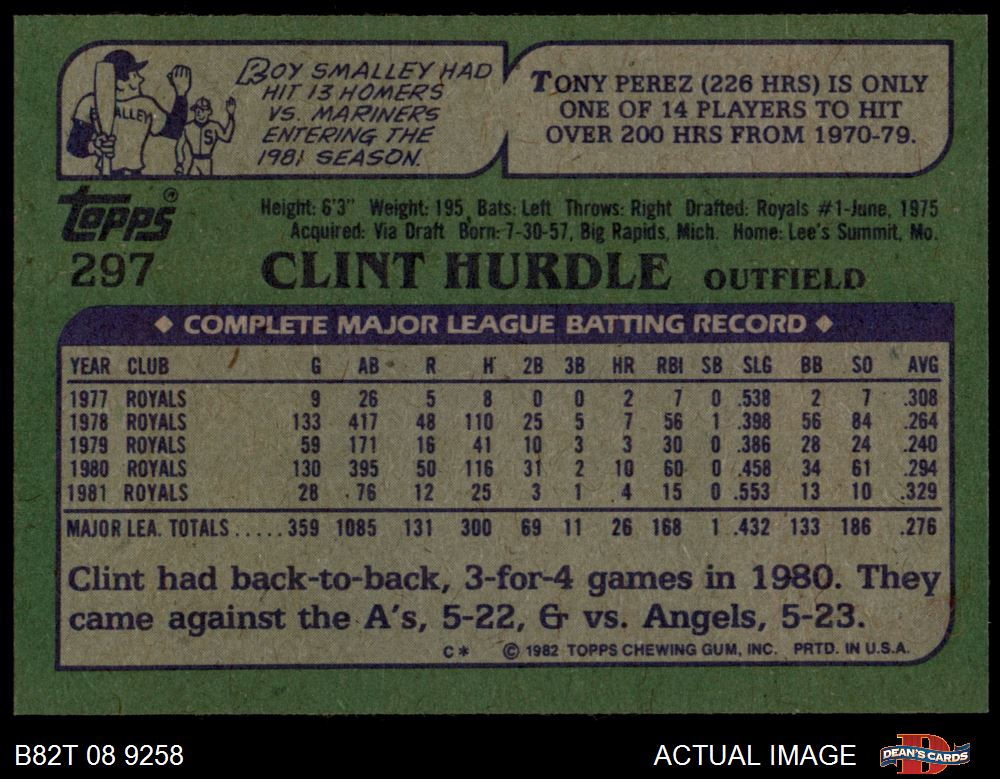 ROY SMALLEY HAD
HIT 13 HOMERS
VS. MARINERS
ENTERING THE
1981 SEASON.
ALLEY
S
TONY PEREZ (226 HRS) IS ONLY
ONE OF 14 PLAYERS TO HIT
OVER 200 HRS FROM 1970-79.
Topps®
297
Height: 6'3" Weight: 195 Bats: Left Throws: Right Drafted: Royals #1-June, 1975
Acquired: Via Draft Born: 7-30-57, Big Rapids, Mich. Home: Lee's Summit, Mo.
CLINT HURDLE OUTFIELD
◆ COMPLETE MAJOR LEAGUE BATTING RECORD ◆
YEAR CLUB G AB R H 2B 3B HR RBI SB SLG BB SO AVG
1977 ROYALS 9 26 5 8 0 0 2 7 0 .538 2 7 .308
1978 ROYALS 133 417 48 110 25 5 7 56 1 .398 56 84 .264
1979 ROYALS 59 171 16 41 10 3 3 30 0 .386 28 24 .240
1980 ROYALS 130 395 50 116 31 2 10 60 0 .458 34 61 .294
1981 ROYALS 28 76 12 25 3 1 4 15 0 .553 13 10 .329
MAJOR LEA. TOTALS ..... 359 1085 131 300 69 11 26 168 1 .432 133 186 .276
Clint had back-to-back, 3-for-4 games in 1980. They
came against the A's, 5-22, & vs. Angels, 5-23.
C* © 1982 TOPPS CHEWING GUM, INC. PRTD. IN U.S.A.
B82T 08 9258
ACTUAL IMAGE
D
DEAN'S CARDS